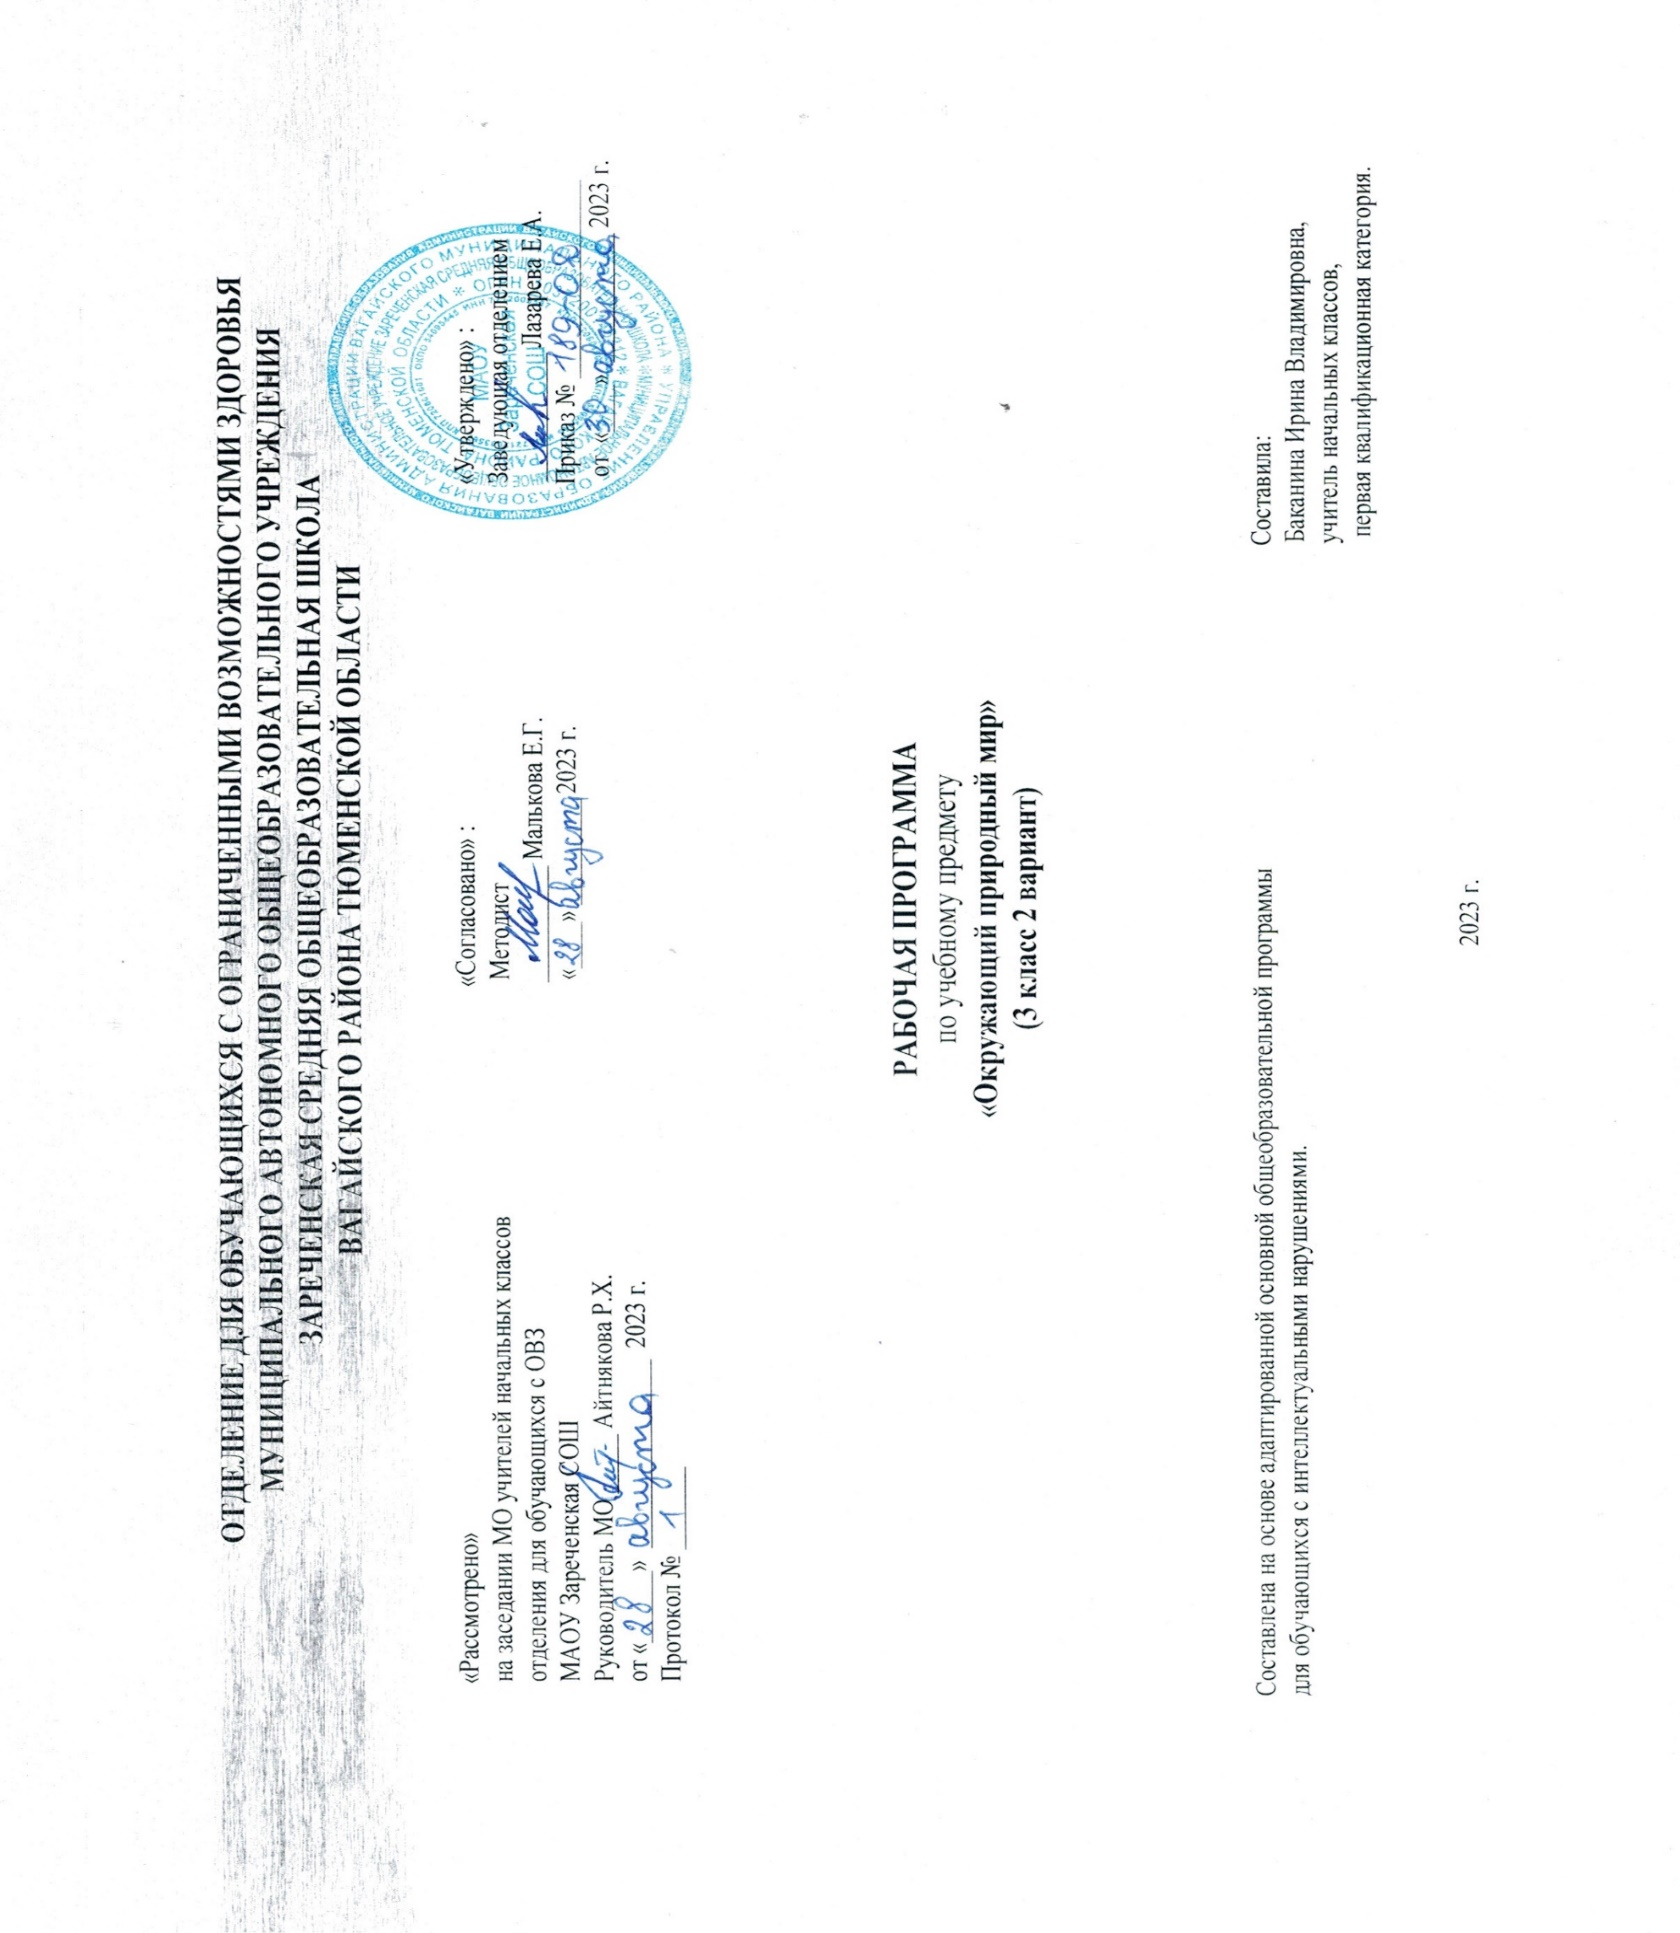 ОТДЕЛЕНИЕ ДЛЯ ОБУЧАЮЩИХСЯ С ОГРАНИЧЕННЫМИ ВОЗМОЖНОСТЯМИ ЗДОРОВЬЯ
МУНИЦИПАЛЬНОГО АВТОНОМНОГО ОБЩЕОБРАЗОВАТЕЛЬНОГО УЧРЕЖДЕНИЯ
ЗАРЕЧЕНСКАЯ СРЕДНЯЯ ОБЩЕОБРАЗОВАТЕЛЬНАЯ ШКОЛА
ВАГАЙСКОГО РАЙОНА ТЮМЕНСКОЙ ОБЛАСТИ
«Рассмотрено»
на заседании МО учителей начальных классов
отделения для обучающихся с ОВЗ
МАОУ Зареченская СОШ
Руководитель МО Айтнякова Р.Х.
от « 28 » августа 2023 г.
Протокол № 1
«Согласовано» :
Методист
Малькова Е.Г.
« 28 » августа 2023 г.
«Утверждено» :
Заведующая отделением
Лазарева Е.А.
Приказ № 189-ОД
от «30 » августа 2023 г.
МАОУ
Зареченская
СОШ
РАБОЧАЯ ПРОГРАММА
по учебному предмету
«Окружающий природный мир»
(3 класс 2 вариант)
Составлена на основе адаптированной основной общеобразовательной программы
для обучающихся с интеллектуальными нарушениями.
Составила:
Баканина Ирина Владимировна,
учитель начальных классов,
первая квалификационная категория.
2023 г.